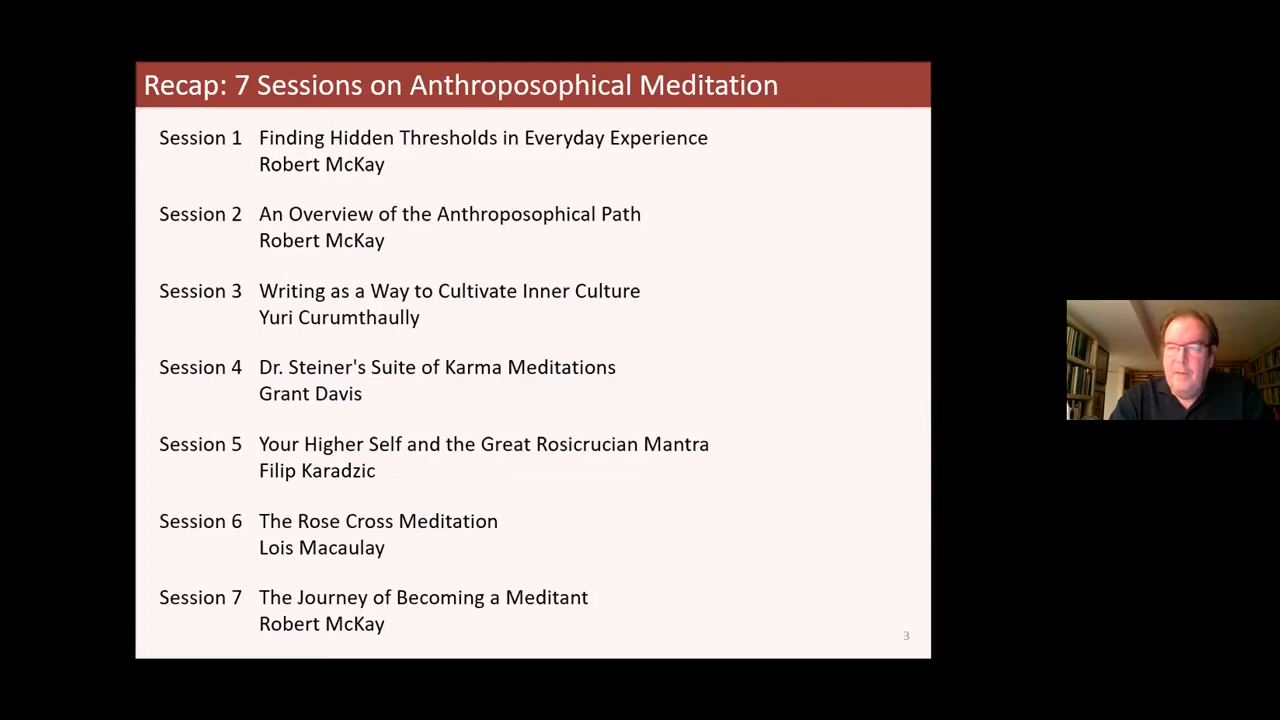 Recap: 7 Sessions on Anthroposophical Meditation
Session 1 Finding Hidden Thresholds in Everyday Experience
Robert McKay
Session 2 An Overview of the Anthroposophical Path
Robert McKay
Session 3 Writing as a Way to Cultivate Inner Culture
Yuri Curumthaully
Session 4 Dr. Steiner's Suite of Karma Meditations
Grant Davis
Session 5 Your Higher Self and the Great Rosicrucian Mantra
Filip Karadzic
Session 6 The Rose Cross Meditation
Lois Macaulay
Session 7 The Journey of Becoming a Meditant
Robert McKay
3